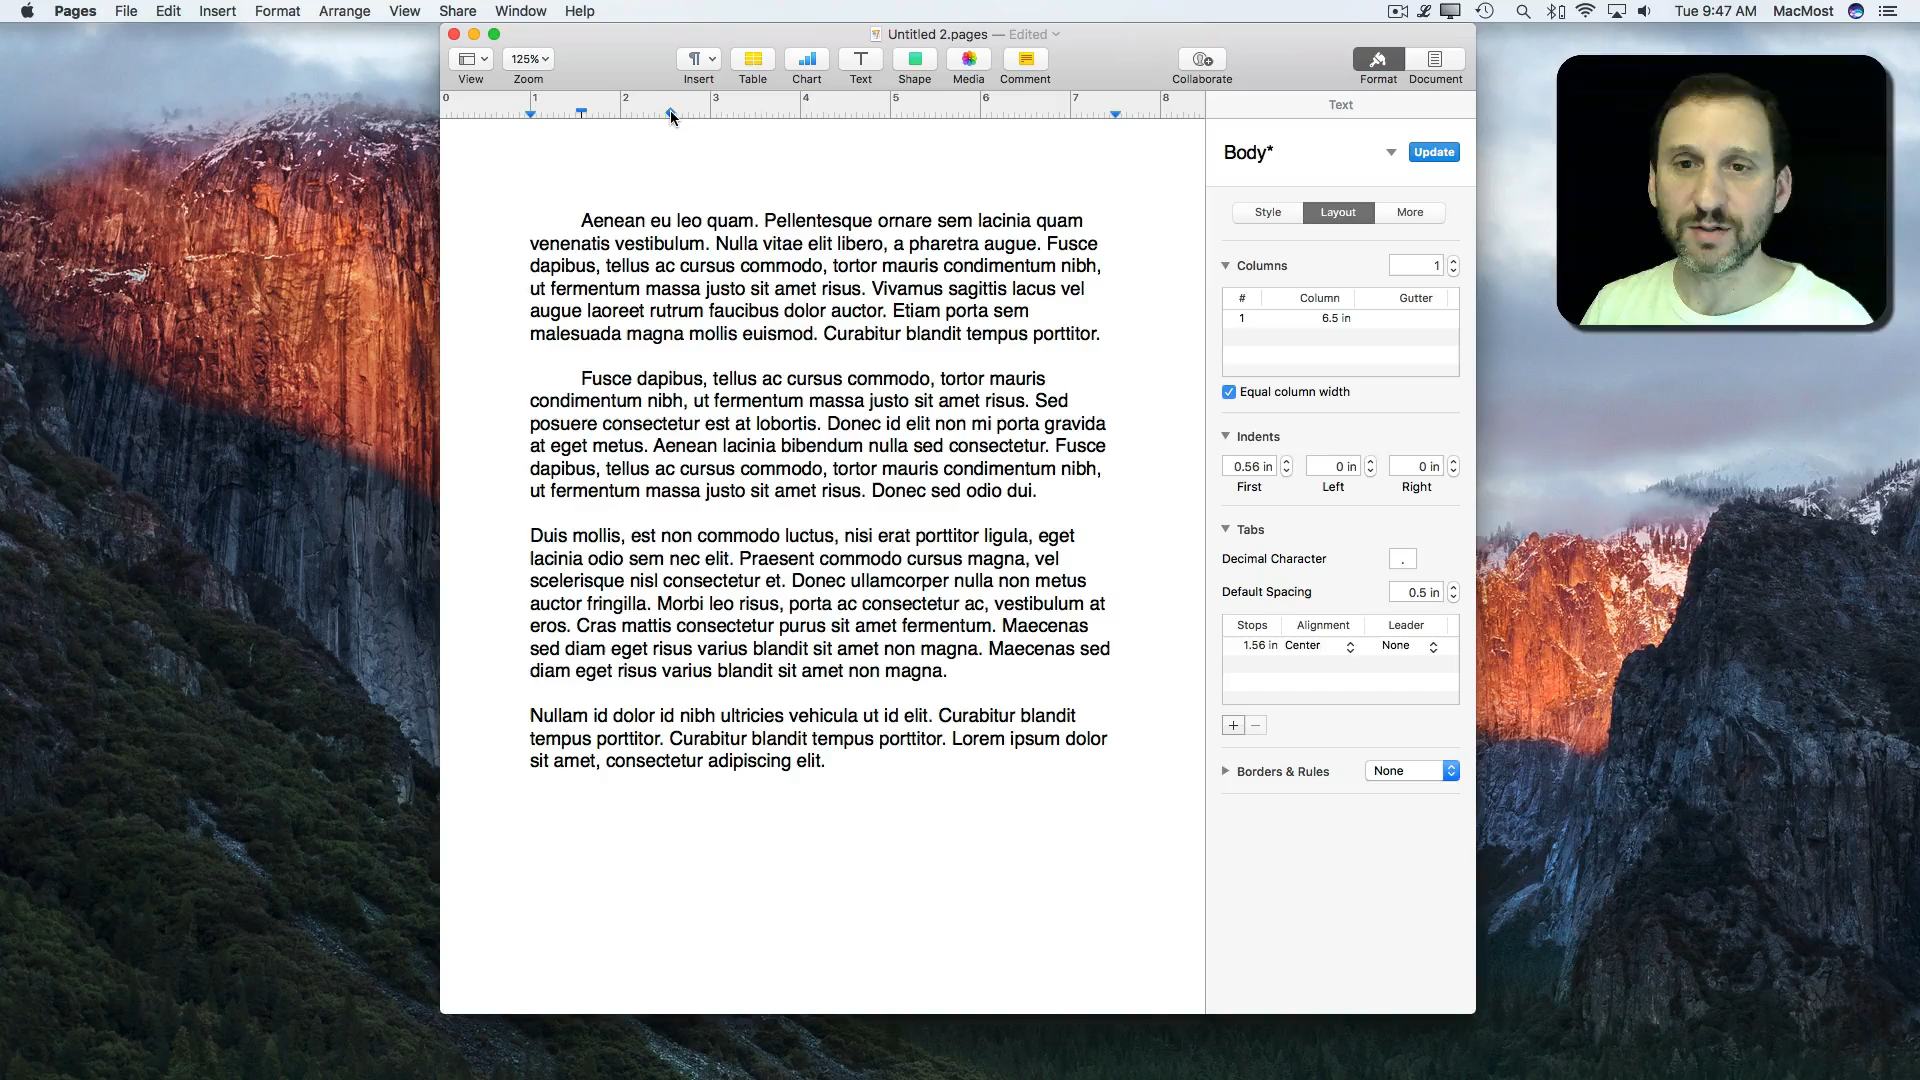 Pages File Edit Insert Format Arrange View Share Window Help
Tue 9:47 AM MacMost
Untitled 2.pages — Edited
125%
View Zoom Insert Table Chart Text Shape Media Comment Collaborate Format Document
0 1 2 3 4 5 6 7 8
Text
Body*
Update
Style Layout More
Columns 1
# Column Gutter
1 6.5 in
Equal column width
Indents
0.56 in 0 in 0 in
First Left Right
Tabs
Decimal Character .
Default Spacing 0.5 in
Stops Alignment Leader
1.56 in Center None
+ −
Borders & Rules None
Aenean eu leo quam. Pellentesque ornare sem lacinia quam
venenatis vestibulum. Nulla vitae elit libero, a pharetra augue. Fusce
dapibus, tellus ac cursus commodo, tortor mauris condimentum nibh,
ut fermentum massa justo sit amet risus. Vivamus sagittis lacus vel
augue laoreet rutrum faucibus dolor auctor. Etiam porta sem
malesuada magna mollis euismod. Curabitur blandit tempus porttitor.
Fusce dapibus, tellus ac cursus commodo, tortor mauris
condimentum nibh, ut fermentum massa justo sit amet risus. Sed
posuere consectetur est at lobortis. Donec id elit non mi porta gravida
at eget metus. Aenean lacinia bibendum nulla sed consectetur. Fusce
dapibus, tellus ac cursus commodo, tortor mauris condimentum nibh,
ut fermentum massa justo sit amet risus. Donec sed odio dui.
Duis mollis, est non commodo luctus, nisi erat porttitor ligula, eget
lacinia odio sem nec elit. Praesent commodo cursus magna, vel
scelerisque nisl consectetur et. Donec ullamcorper nulla non metus
auctor fringilla. Morbi leo risus, porta ac consectetur ac, vestibulum at
eros. Cras mattis consectetur purus sit amet fermentum. Maecenas
sed diam eget risus varius blandit sit amet non magna. Maecenas sed
diam eget risus varius blandit sit amet non magna.
Nullam id dolor id nibh ultricies vehicula ut id elit. Curabitur blandit
tempus porttitor. Curabitur blandit tempus porttitor. Lorem ipsum dolor
sit amet, consectetur adipiscing elit.